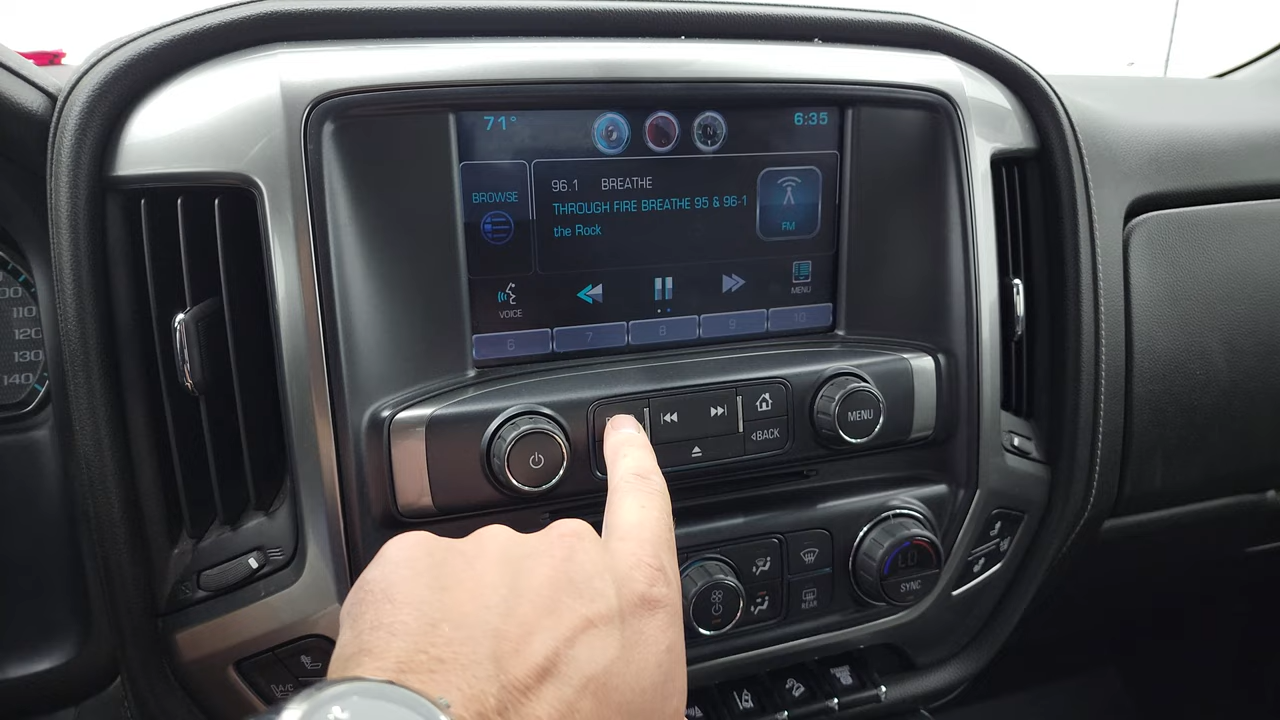 71°
N
6:35
BROWSE
96.1 BREATHE
THROUGH FIRE BREATHE 95 & 96-1
the Rock
FM
VOICE
MENU
6 7 8 9 10
110
120
130
140
MENU
BACK
LO
SYNC
REAR
A/C